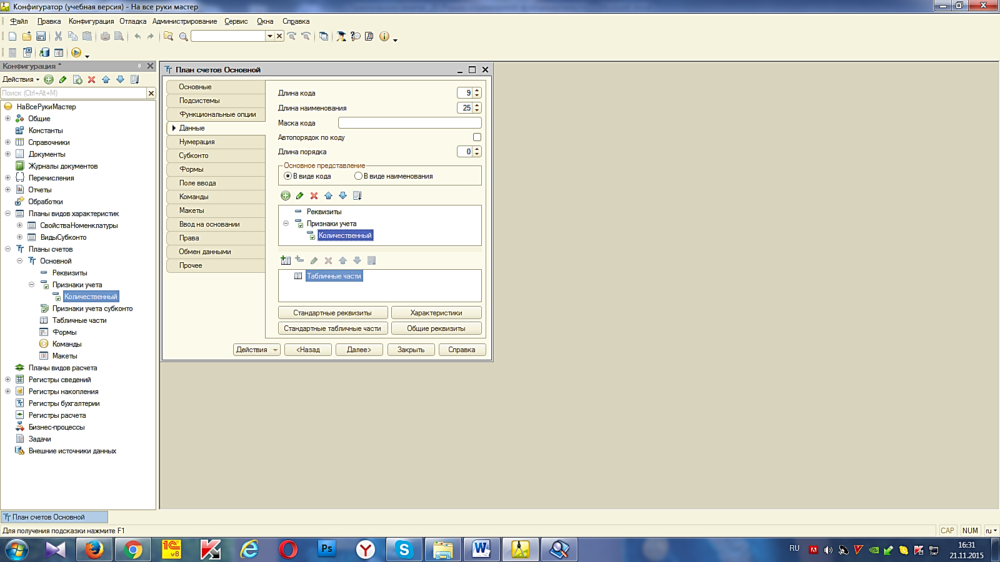 Конфигуратор (учебная версия) - На все руки мастер
Файл Правка Конфигурация Отладка Администрирование Сервис Окна Справка
Конфигурация *
Действия
Поиск (Ctrl+Alt+M)
НаВсеРукиМастер
Общие
Константы
Справочники
Документы
Журналы документов
Перечисления
Отчеты
Обработки
Планы видов характеристик
СвойстваНоменклатуры
ВидыСубконто
Планы счетов
Основной
Реквизиты
Признаки учета
Количественный
Признаки учета субконто
Табличные части
Формы
Команды
Макеты
Планы видов расчета
Регистры сведений
Регистры накопления
Регистры бухгалтерии
Регистры расчета
Бизнес-процессы
Задачи
Внешние источники данных
План счетов Основной
Основные
Подсистемы
Функциональные опции
Данные
Нумерация
Субконто
Формы
Поле ввода
Команды
Макеты
Ввод на основании
Права
Обмен данными
Прочее
Длина кода 9
Длина наименования 25
Маска кода
Автопорядок по коду
Длина порядка 0
Основное представление
В виде кода В виде наименования
Реквизиты
Признаки учета
Количественный
Табличные части
Стандартные реквизиты Характеристики
Стандартные табличные части Общие реквизиты
Действия <Назад Далее> Закрыть Справка
План счетов Основной
Для получения подсказки нажмите F1
CAP NUM ru
1С v8
Ps
RU
16:31
21.11.2015